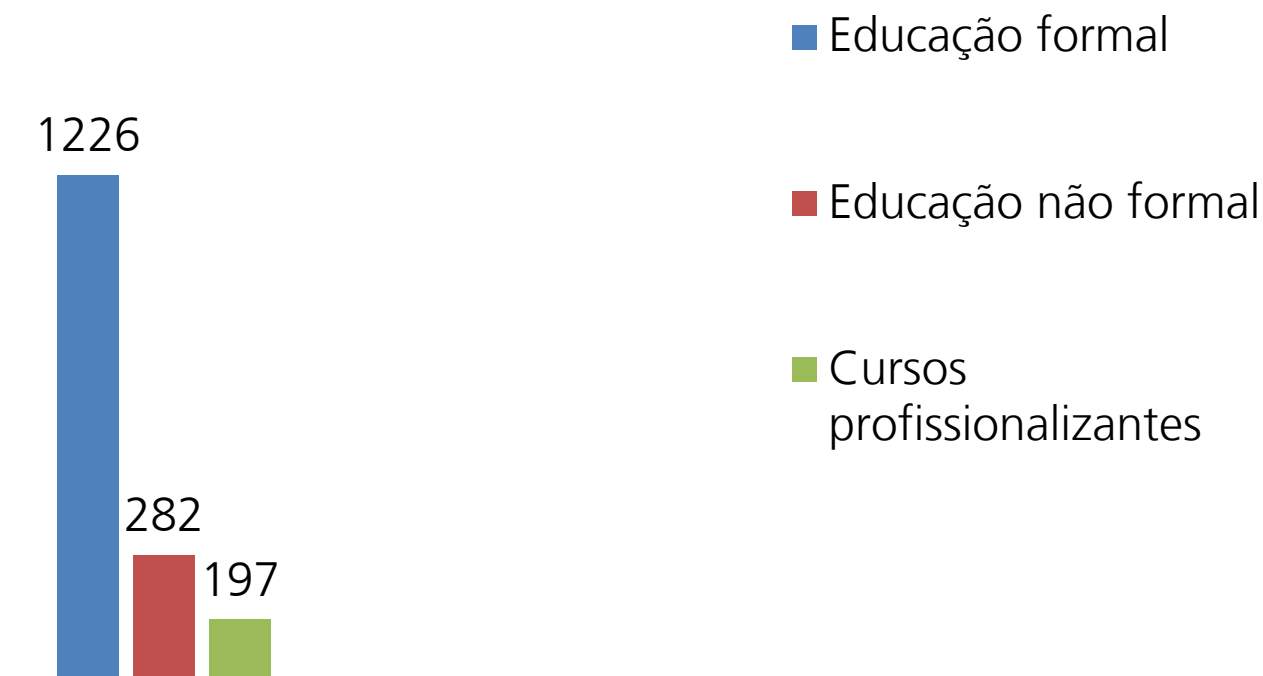 Educação formal
1226
Educação não formal
Cursos
profissionalizantes
282
197